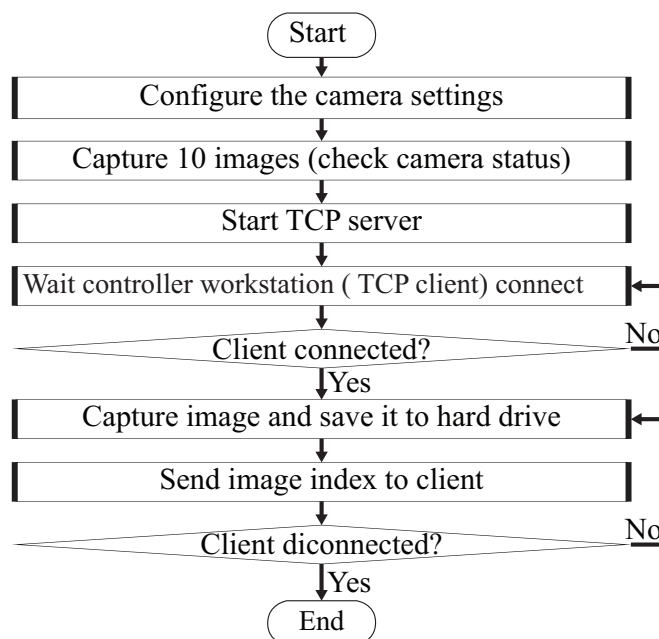 Start
Configure the camera settings
Capture 10 images (check camera status)
Start TCP server
Wait controller workstation ( TCP client) connect
Client connected?
No
Yes
Capture image and save it to hard drive
Send image index to client
Client diconnected?
No
Yes
End